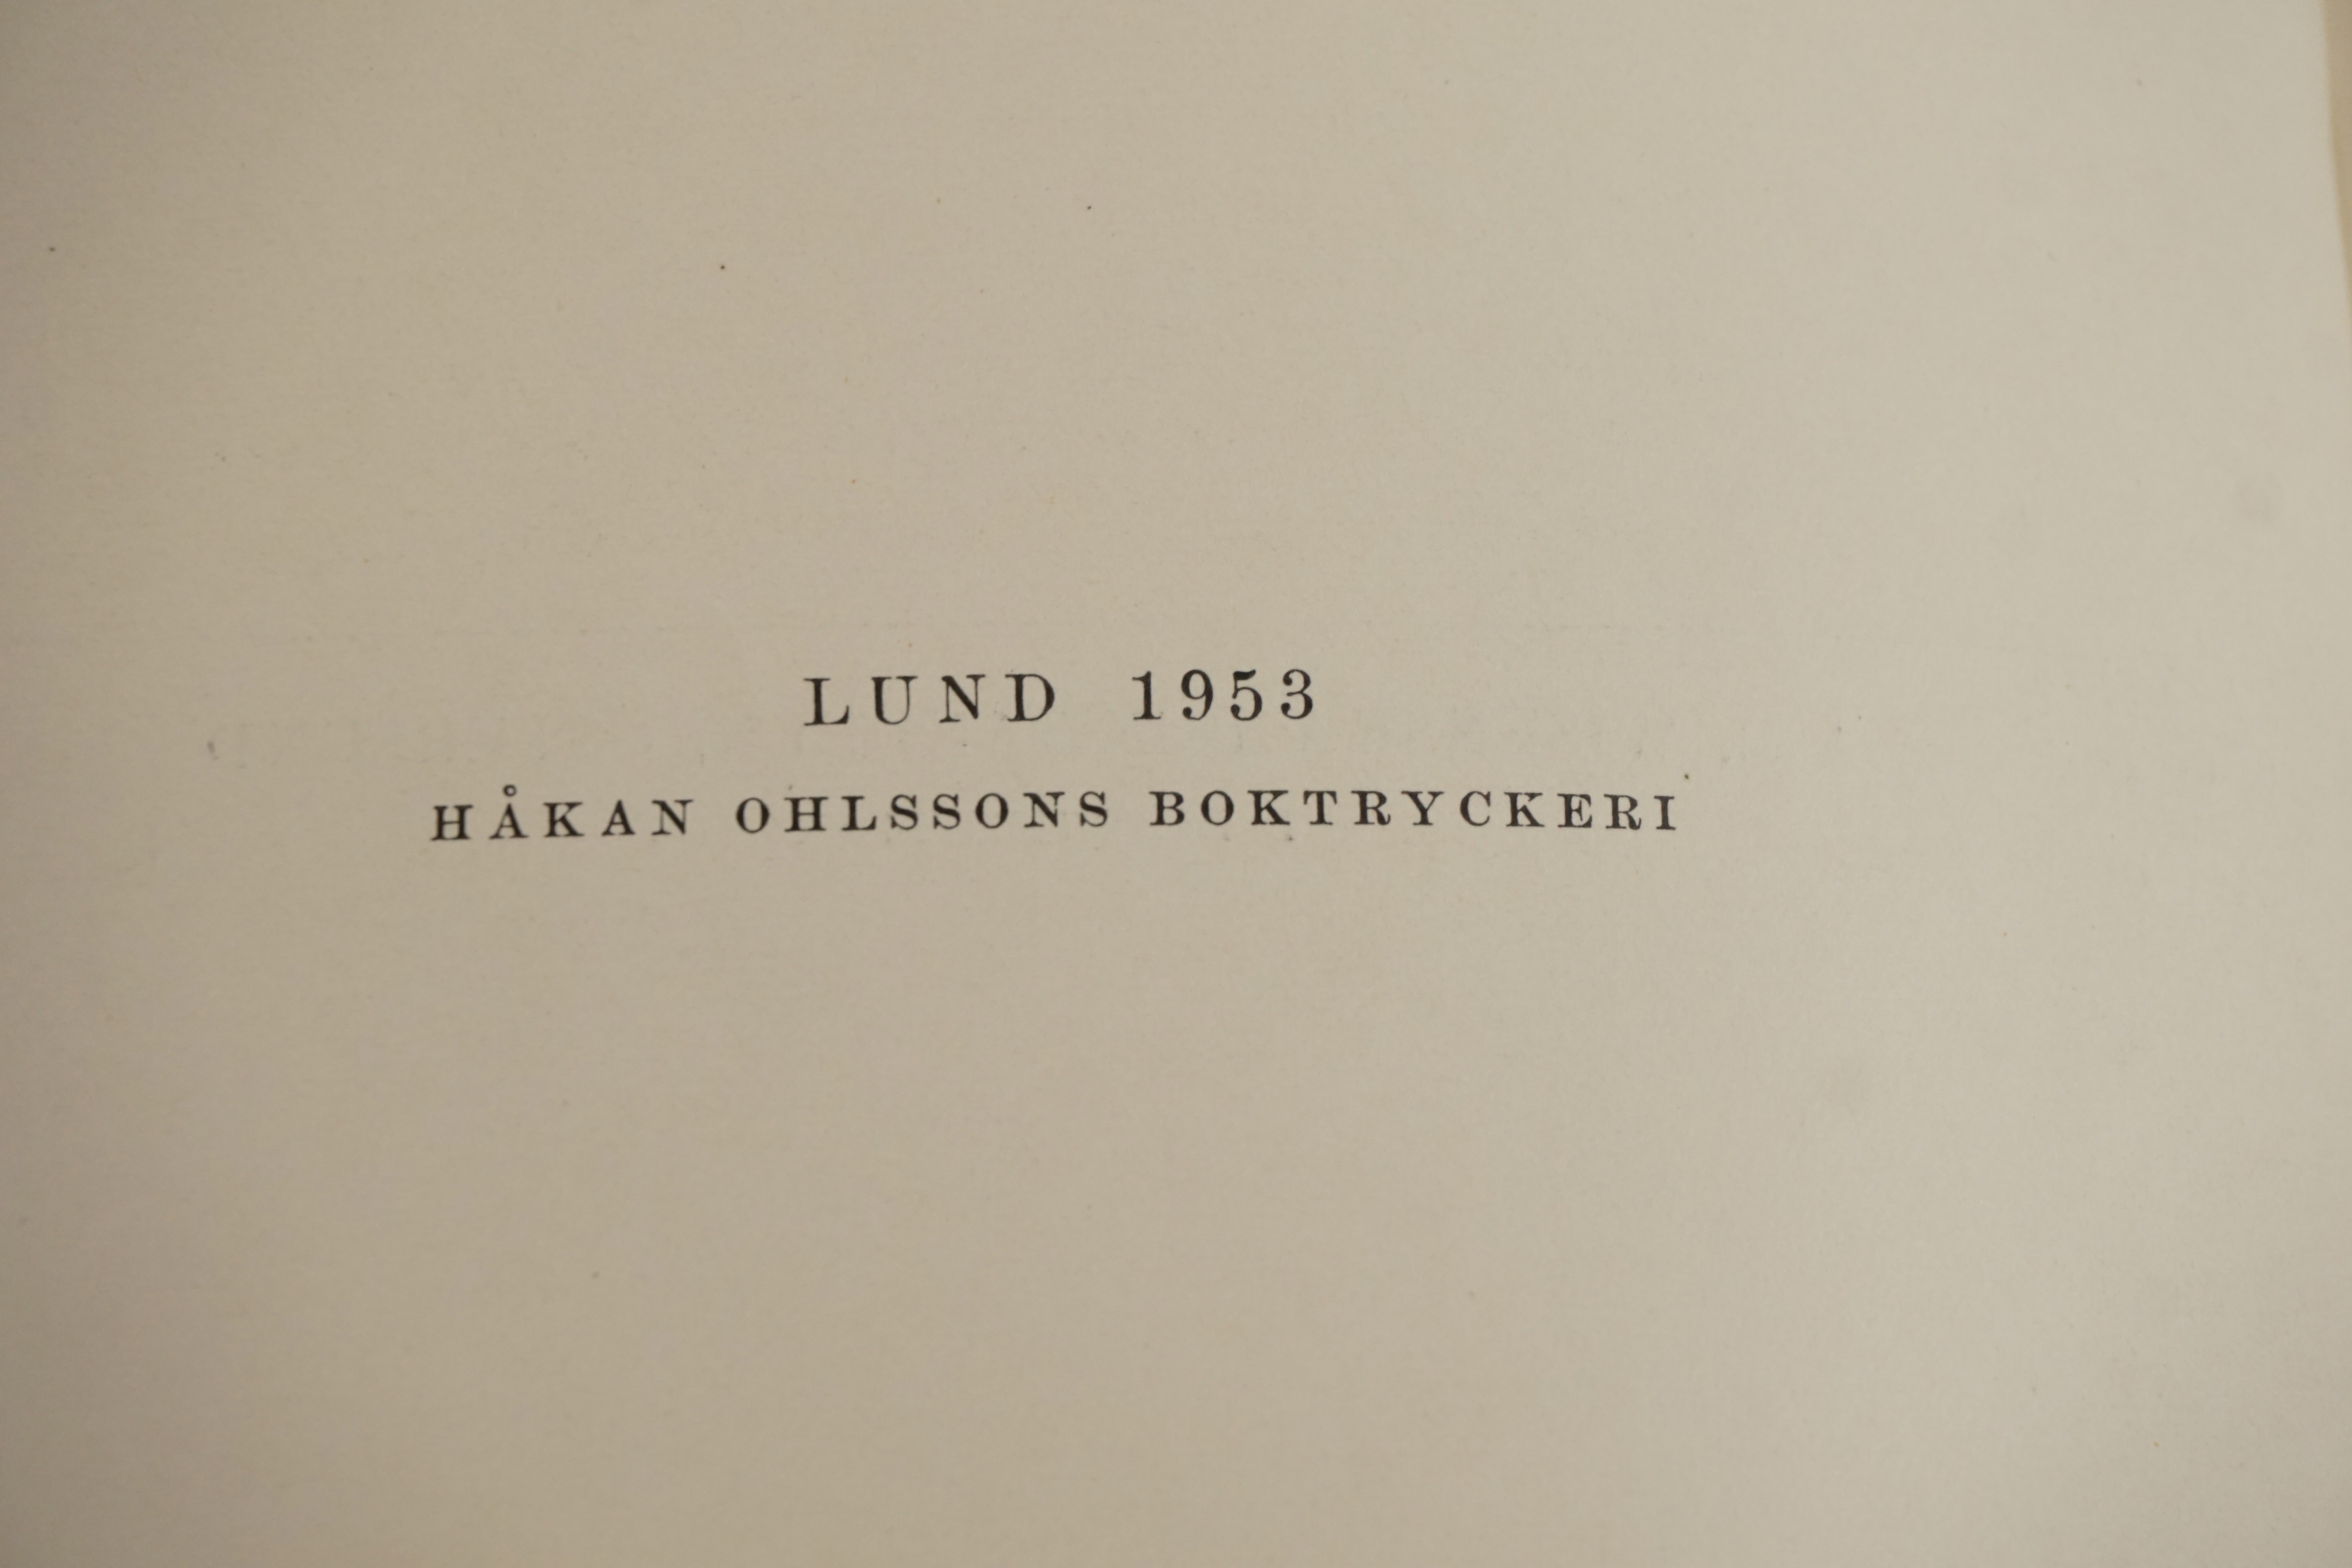 LUND 1953
HÅKAN OHLSSONS BOKTRYCKERI